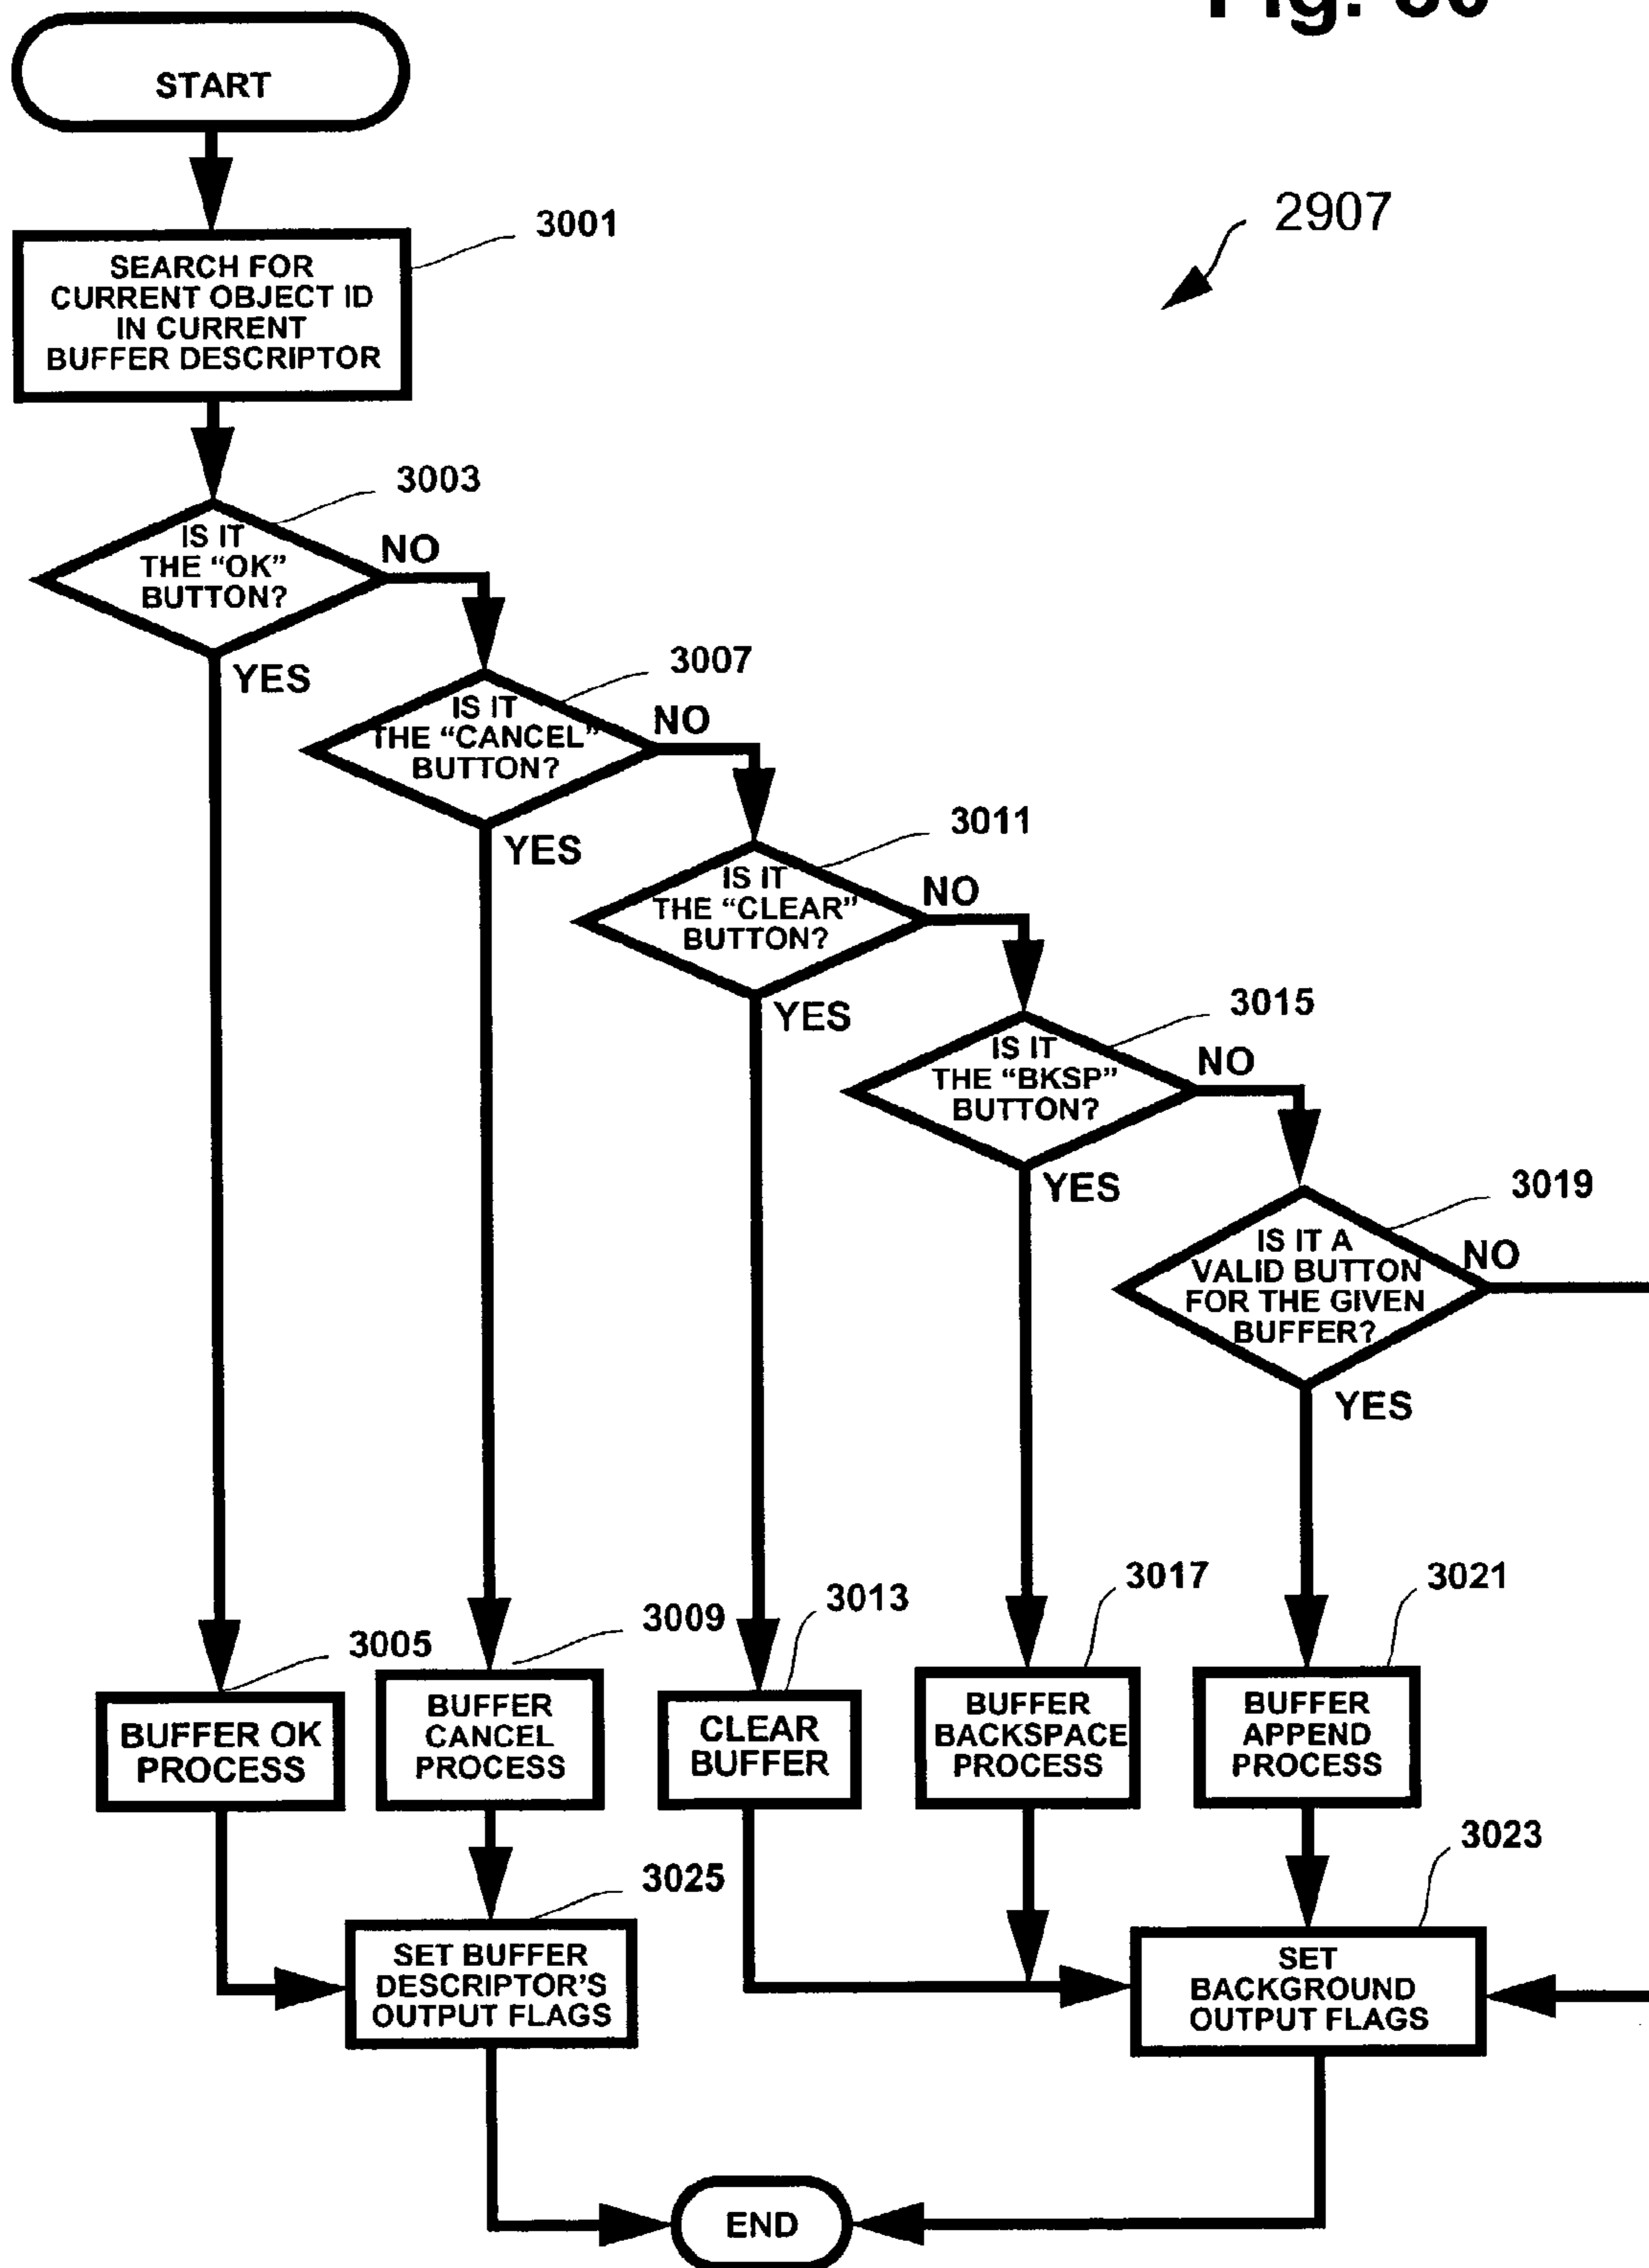 Fig. 30
START
2907
3001
SEARCH FOR
CURRENT OBJECT ID
IN CURRENT
BUFFER DESCRIPTOR
3003
IS IT
THE “OK”
BUTTON?
NO
YES
3007
IS IT
THE “CANCEL”
BUTTON?
NO
YES
3011
IS IT
THE “CLEAR”
BUTTON?
NO
YES
3015
IS IT
THE “BKSP”
BUTTON?
NO
YES
3019
IS IT A
VALID BUTTON
FOR THE GIVEN
BUFFER?
NO
YES
3005
BUFFER OK
PROCESS
3009
BUFFER
CANCEL
PROCESS
3013
CLEAR
BUFFER
3017
BUFFER
BACKSPACE
PROCESS
3021
BUFFER
APPEND
PROCESS
3025
SET BUFFER
DESCRIPTOR'S
OUTPUT FLAGS
3023
SET
BACKGROUND
OUTPUT FLAGS
END